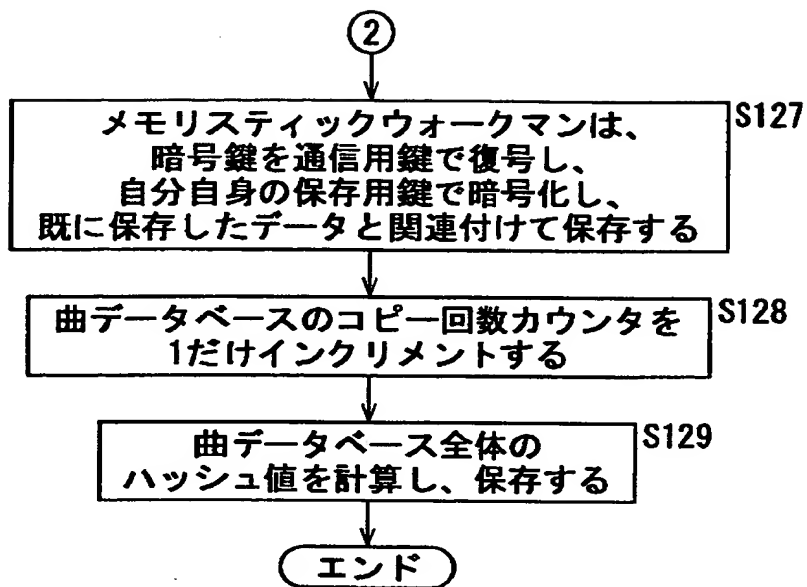 2
S127
メモリスティックウォークマンは、
暗号鍵を通信用鍵で復号し、
自分自身の保存用鍵で暗号化し、
既に保存したデータと関連付けて保存する
S128
曲データベースのコピー回数カウンタを
1だけインクリメントする
S129
曲データベース全体の
ハッシュ値を計算し、保存する
エンド